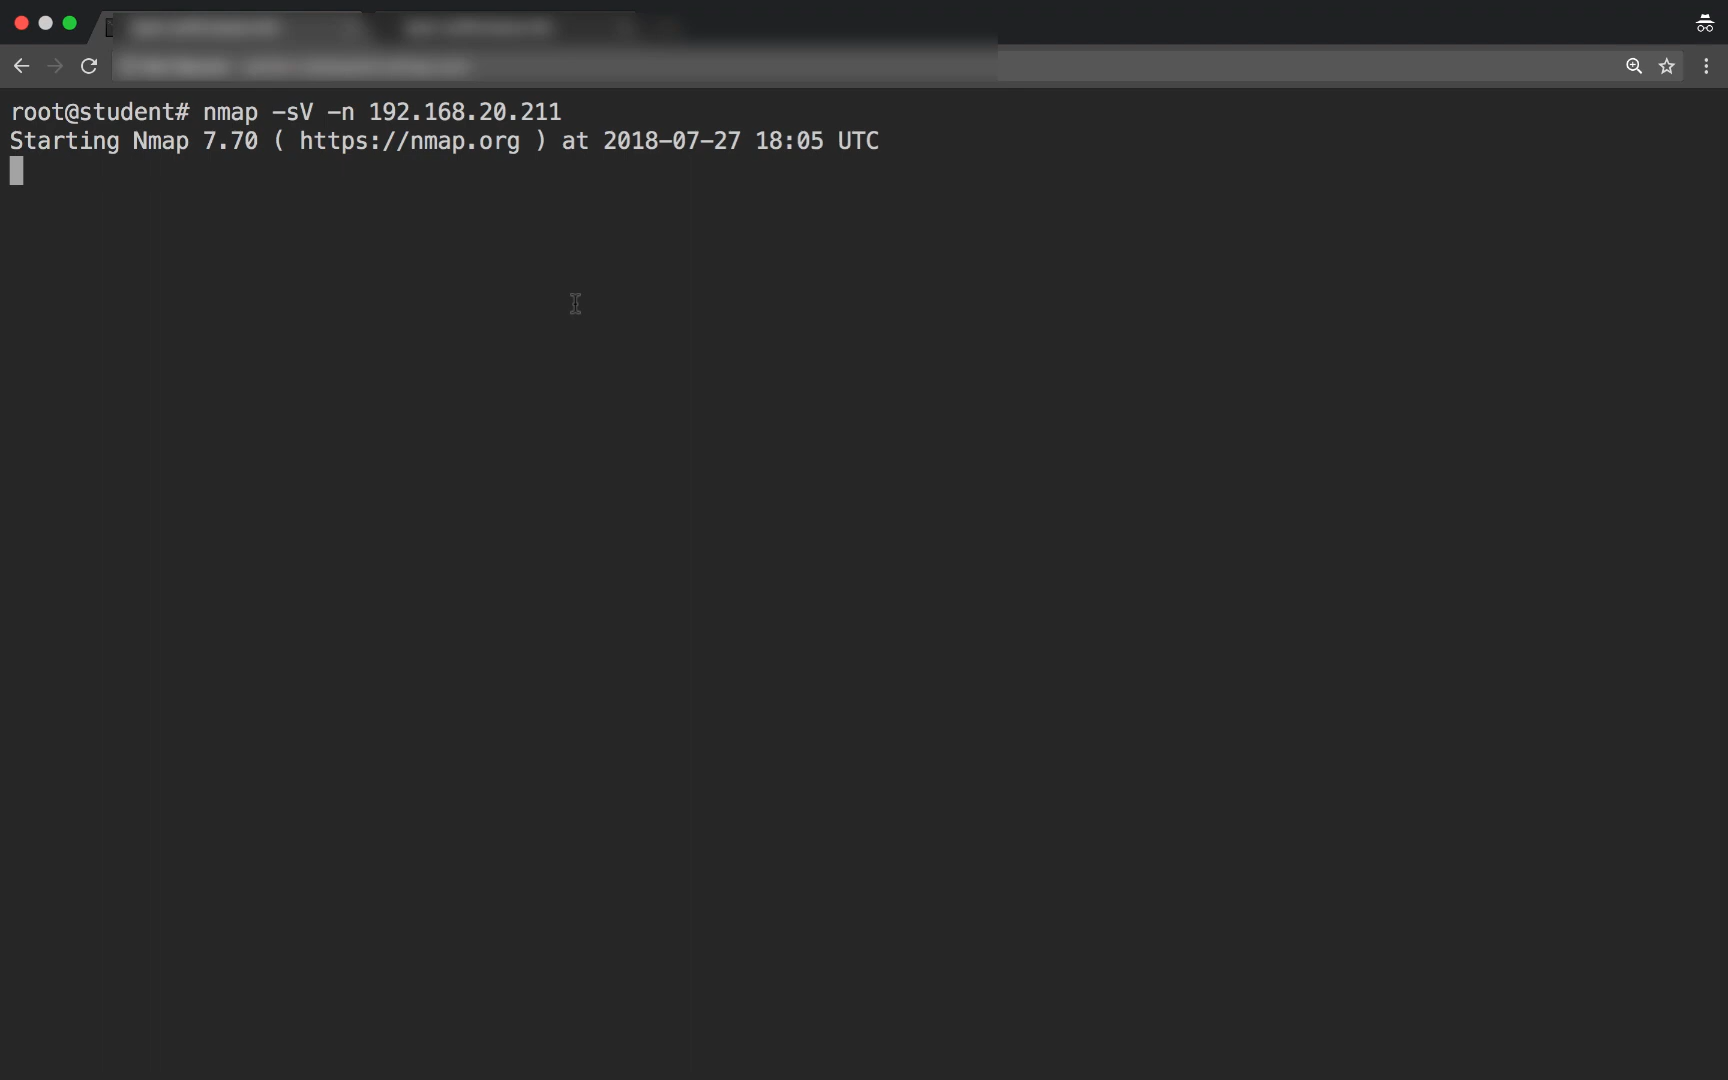 root@student# nmap -sV -n 192.168.20.211
Starting Nmap 7.70 ( https://nmap.org ) at 2018-07-27 18:05 UTC